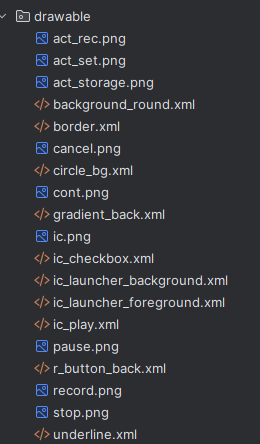 drawable
act_rec.png
act_set.png
act_storage.png
background_round.xml
border.xml
cancel.png
circle_bg.xml
cont.png
gradient_back.xml
ic.png
ic_checkbox.xml
ic_launcher_background.xml
ic_launcher_foreground.xml
ic_play.xml
pause.png
r_button_back.xml
record.png
stop.png
underline.xml